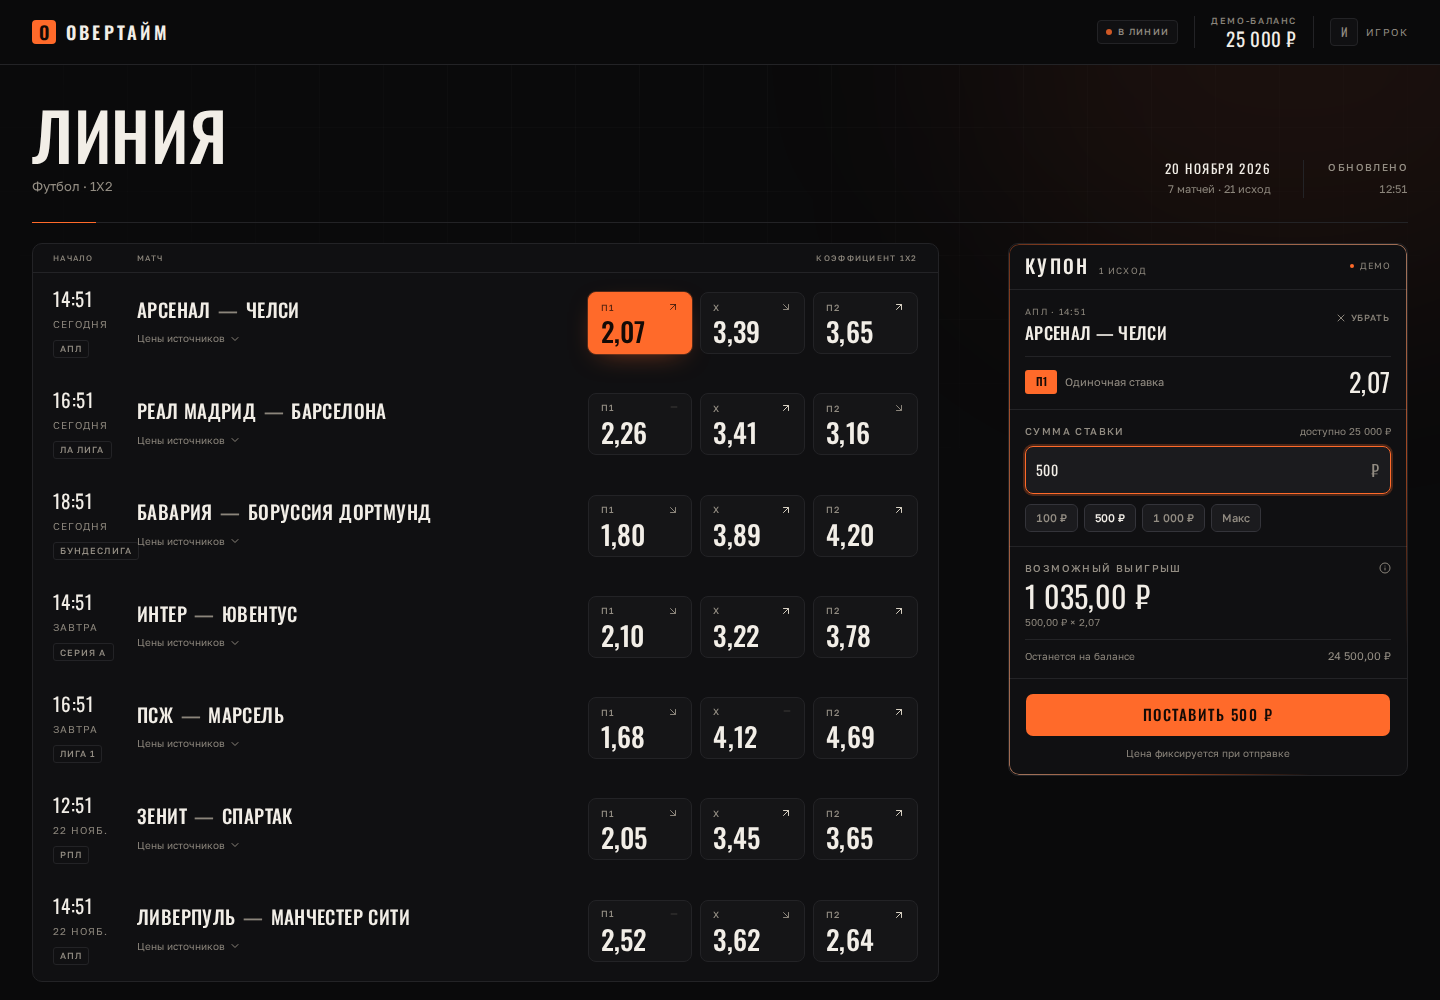 О ОВЕРТАЙМ
В ЛИНИИ
ДЕМО-БАЛАНС
25 000 ₽
И ИГРОК
ЛИНИЯ
Футбол · 1X2
20 НОЯБРЯ 2026
7 матчей · 21 исход
ОБНОВЛЕНО
12:51
НАЧАЛО МАТЧ КОЭФФИЦИЕНТ 1X2
14:51
СЕГОДНЯ
АПЛ
АРСЕНАЛ — ЧЕЛСИ
Цены источников
П1 X П2
2,07 3,39 3,65
16:51
СЕГОДНЯ
ЛА ЛИГА
РЕАЛ МАДРИД — БАРСЕЛОНА
Цены источников
П1 X П2
2,26 3,41 3,16
18:51
СЕГОДНЯ
БУНДЕСЛИГА
БАВАРИЯ — БОРУССИЯ ДОРТМУНД
Цены источников
П1 X П2
1,80 3,89 4,20
14:51
ЗАВТРА
СЕРИЯ А
ИНТЕР — ЮВЕНТУС
Цены источников
П1 X П2
2,10 3,22 3,78
16:51
ЗАВТРА
ЛИГА 1
ПСЖ — МАРСЕЛЬ
Цены источников
П1 X П2
1,68 4,12 4,69
12:51
22 НОЯБ.
РПЛ
ЗЕНИТ — СПАРТАК
Цены источников
П1 X П2
2,05 3,45 3,65
14:51
22 НОЯБ.
АПЛ
ЛИВЕРПУЛЬ — МАНЧЕСТЕР СИТИ
Цены источников
П1 X П2
2,52 3,62 2,64
КУПОН 1 ИСХОД
ДЕМО
АПЛ · 14:51
УБРАТЬ
АРСЕНАЛ — ЧЕЛСИ
П1 Одиночная ставка 2,07
СУММА СТАВКИ доступно 25 000 ₽
500 ₽
100 ₽ 500 ₽ 1 000 ₽ Макс
ВОЗМОЖНЫЙ ВЫИГРЫШ
1 035,00 ₽
500,00 ₽ × 2,07
Останется на балансе 24 500,00 ₽
ПОСТАВИТЬ 500 ₽
Цена фиксируется при отправке